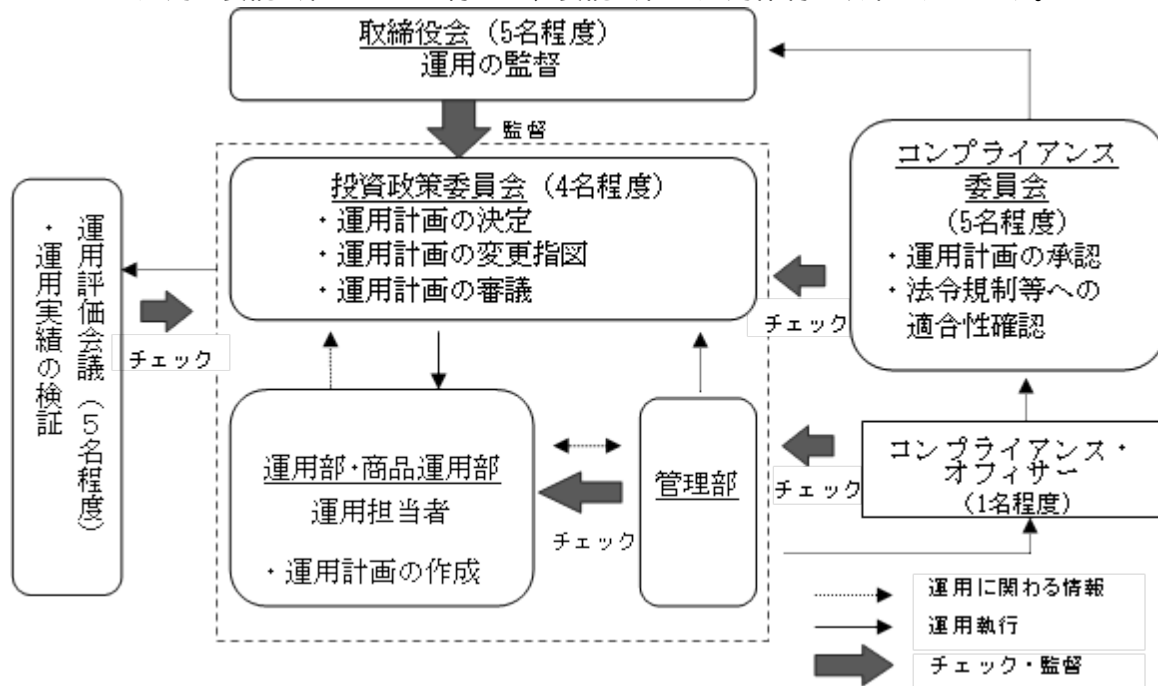 取締役会（5名程度）
運用の監督
監督
投資政策委員会（4名程度）
・運用計画の決定
・運用計画の変更指図
・運用計画の審議
コンプライアンス
委員会
(5名程度)
・運用計画の承認
・法令規制等への
適合性確認
運用評価会議（５名程度）
・運用実績の検証
チェック
チェック
運用部・商品運用部
運用担当者
・運用計画の作成
チェック
管理部
チェック
コンプライアンス・
オフィサー
(1名程度)
運用に関わる情報
運用執行
チェック・監督